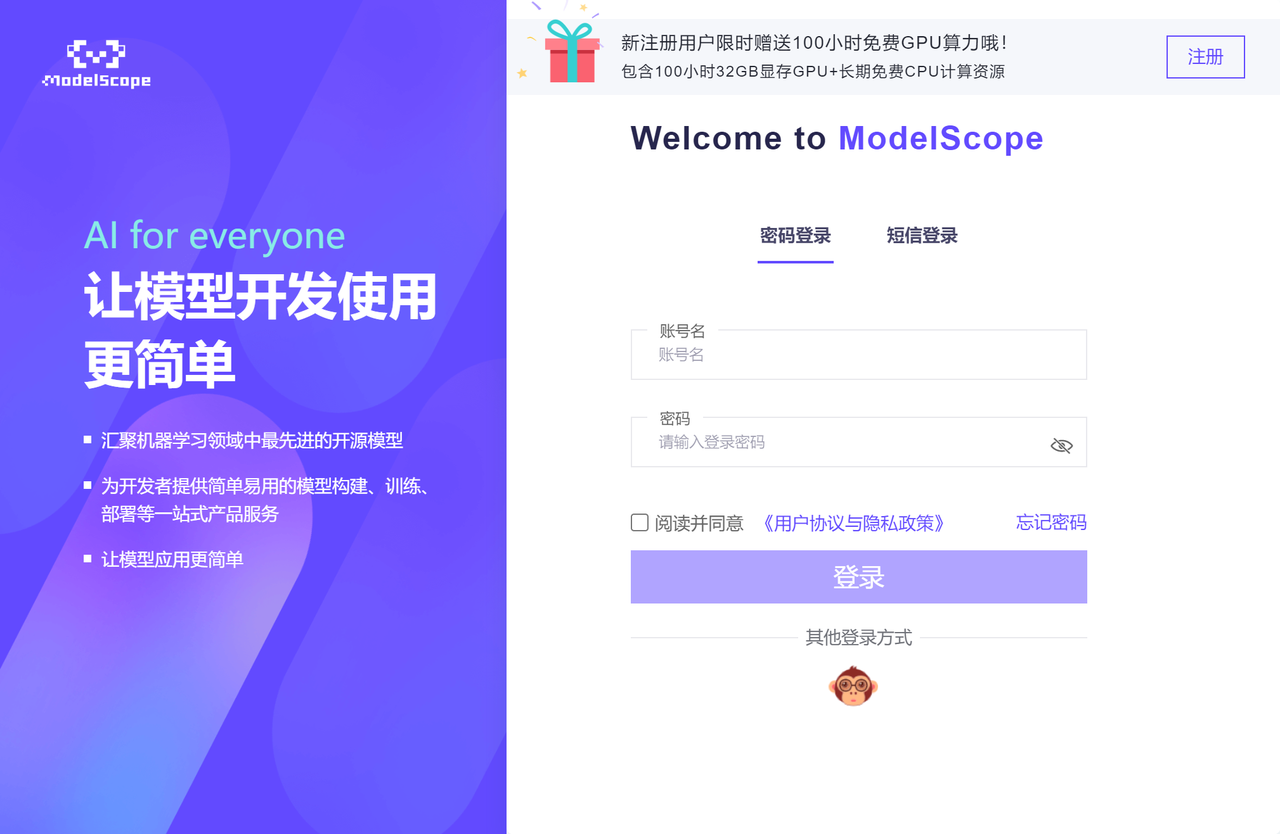 ModelScope
AI for everyone
让模型开发使用
更简单
汇聚机器学习领域中最先进的开源模型
为开发者提供简单易用的模型构建、训练、
部署等一站式产品服务
让模型应用更简单
新注册用户限时赠送100小时免费GPU算力哦！
包含100小时32GB显存GPU+长期免费CPU计算资源
注册
Welcome to ModelScope
密码登录 短信登录
账号名
账号名
密码
请输入登录密码
阅读并同意 《用户协议与隐私政策》 忘记密码
登录
其他登录方式